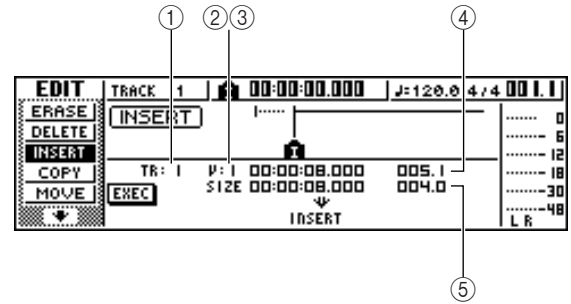 ① ② ③ ④
EDIT TRACK 1 00:00:00.000 ♩=120.0 4/4 001.1
ERASE INSERT I
DELETE 0
INSERT I 6
COPY 12
MOVE 18
TR: 1 V:1 00:00:08.000 005.1 30
EXEC SIZE 00:00:08.000 004.0 48
INSERT L R
⑤